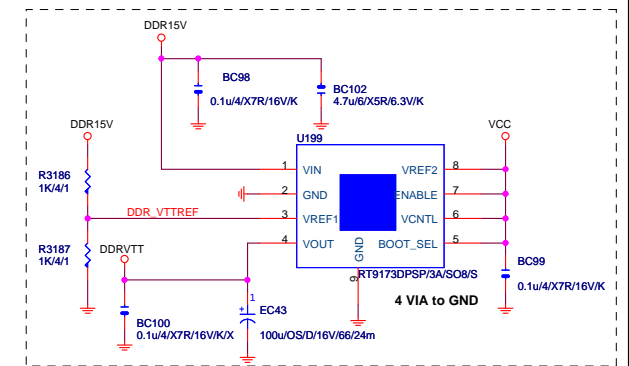 DDR15V
BC98
0.1u/4/X7R/16V/K
BC102
4.7u/6/X5R/6.3V/K
DDR15V
VCC
U199
R3186
1K/4/1
1 VIN VREF2 8
2 GND ENABLE 7
DDR_VTTREF 3 VREF1 VCNTL 6
4 VOUT BOOT_SEL 5
GND
9
R3187
1K/4/1
DDRVTT
RT9173DPSP/3A/SO8/S
4 VIA to GND
BC99
0.1u/4/X7R/16V/K
1
+
EC43
100u/OS/D/16V/66/24m
BC100
0.1u/4/X7R/16V/K/X